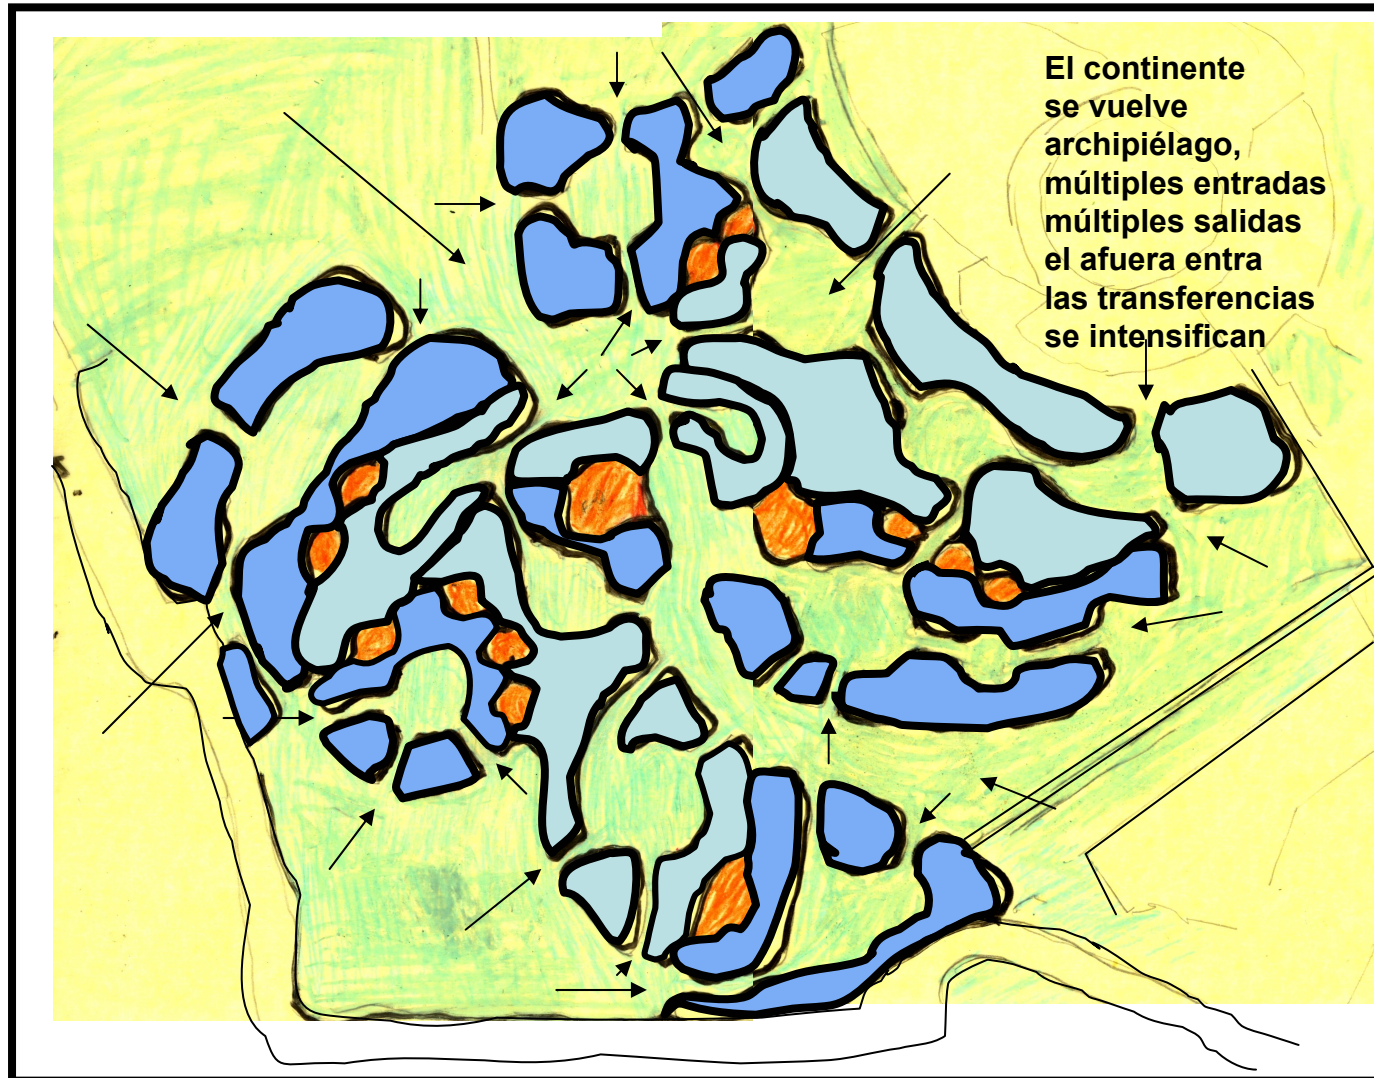 El continente
se vuelve
archipiélago,
múltiples entradas
múltiples salidas
el afuera entra
las transferencias
se intensifican